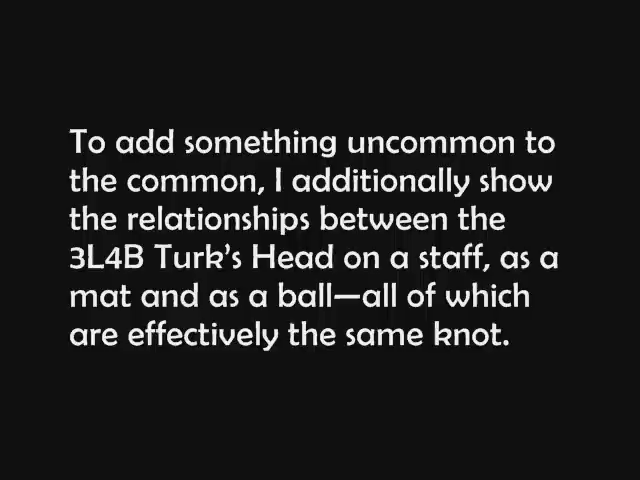 To add something uncommon to
the common, I additionally show
the relationships between the
3L4B Turk's Head on a staff, as a
mat and as a ball—all of which
are effectively the same knot.